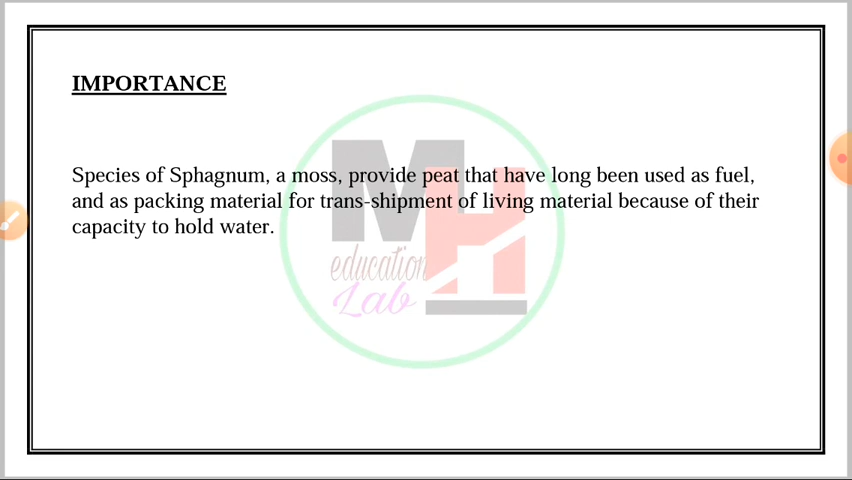 IMPORTANCE
Species of Sphagnum, a moss, provide peat that have long been used as fuel,
and as packing material for trans-shipment of living material because of their
capacity to hold water.
MH
education
Lab